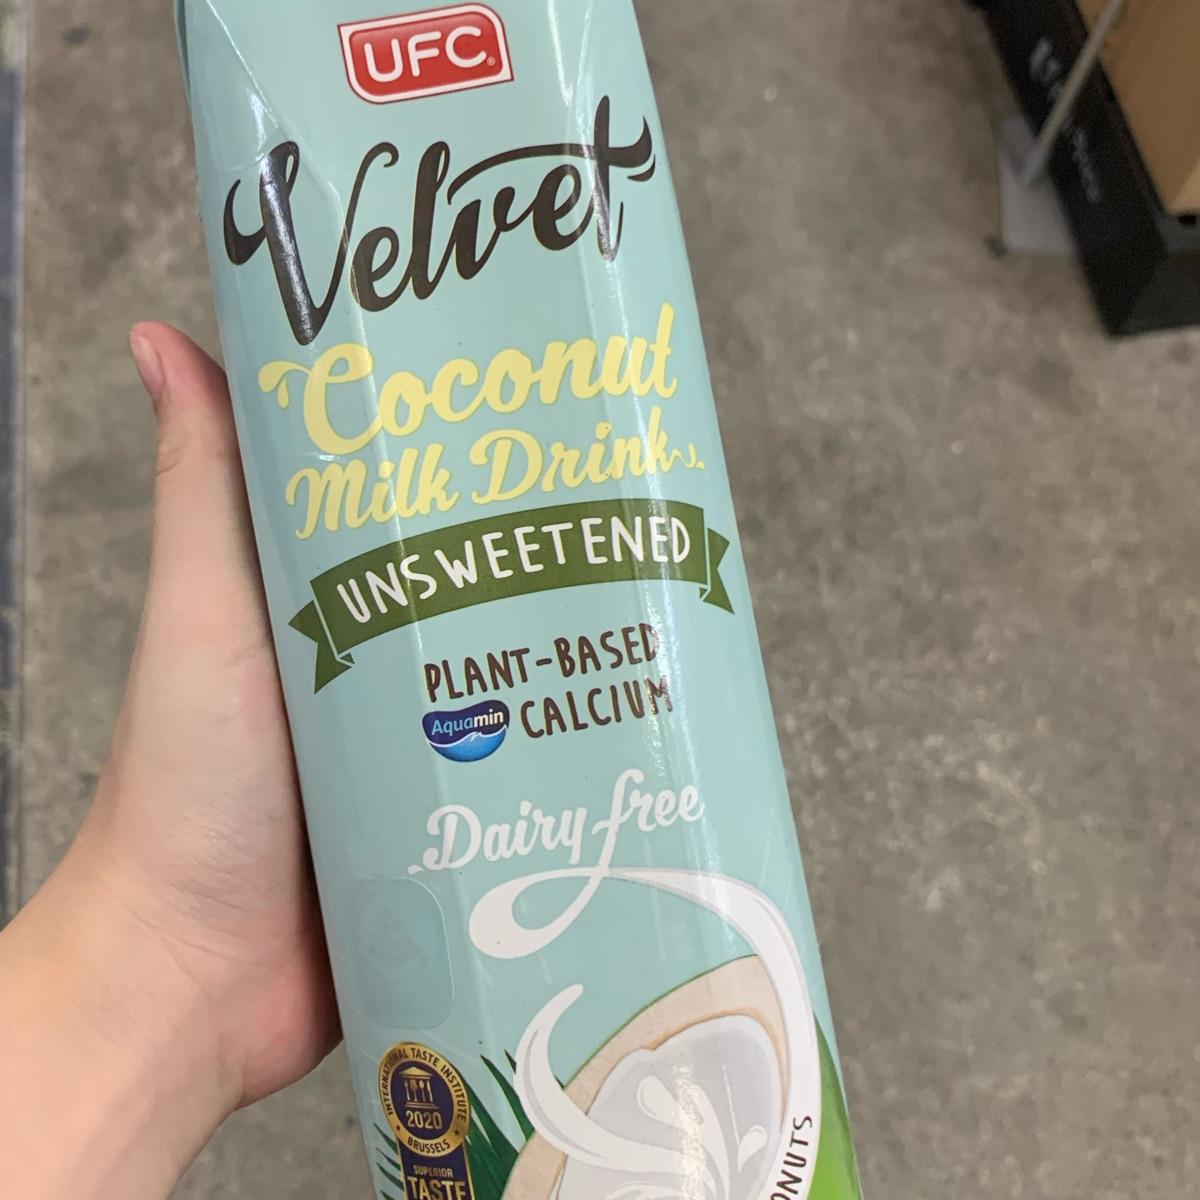 UFC
Velvet
Coconut
Milk Drink
UNSWEETENED
PLANT-BASED
Aquamin
CALCIUM
Dairy free
INTERNATIONAL TASTE INSTITUTE
2020
BRUSSELS
SUPERIOR
TASTE